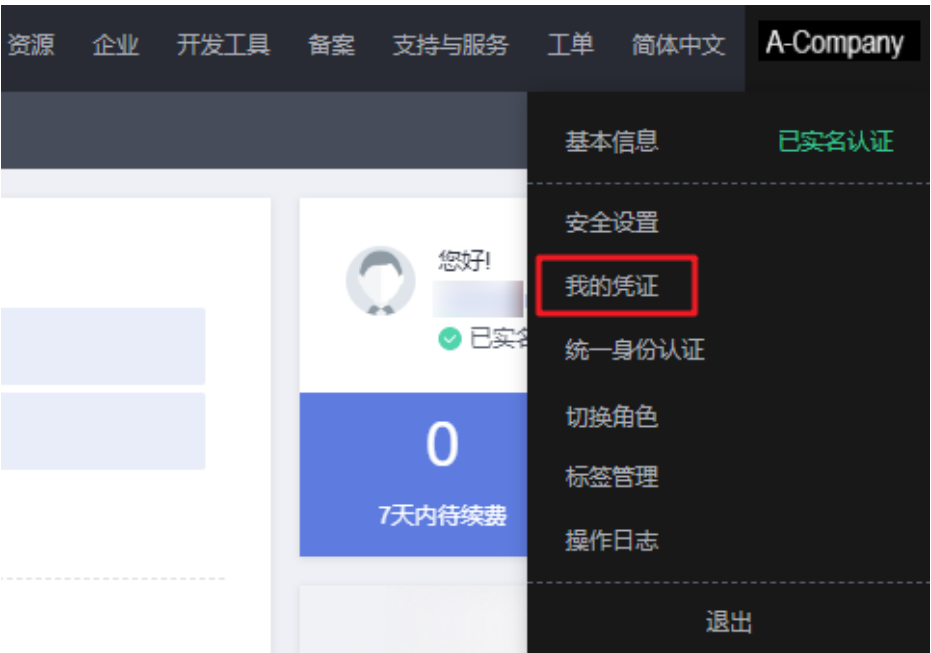 资源 企业 开发工具 备案 支持与服务 工单 简体中文 A-Company
基本信息 已实名认证
安全设置
您好!
我的凭证
已实名
统一身份认证
切换角色
0
标签管理
7天内待续费
操作日志
退出